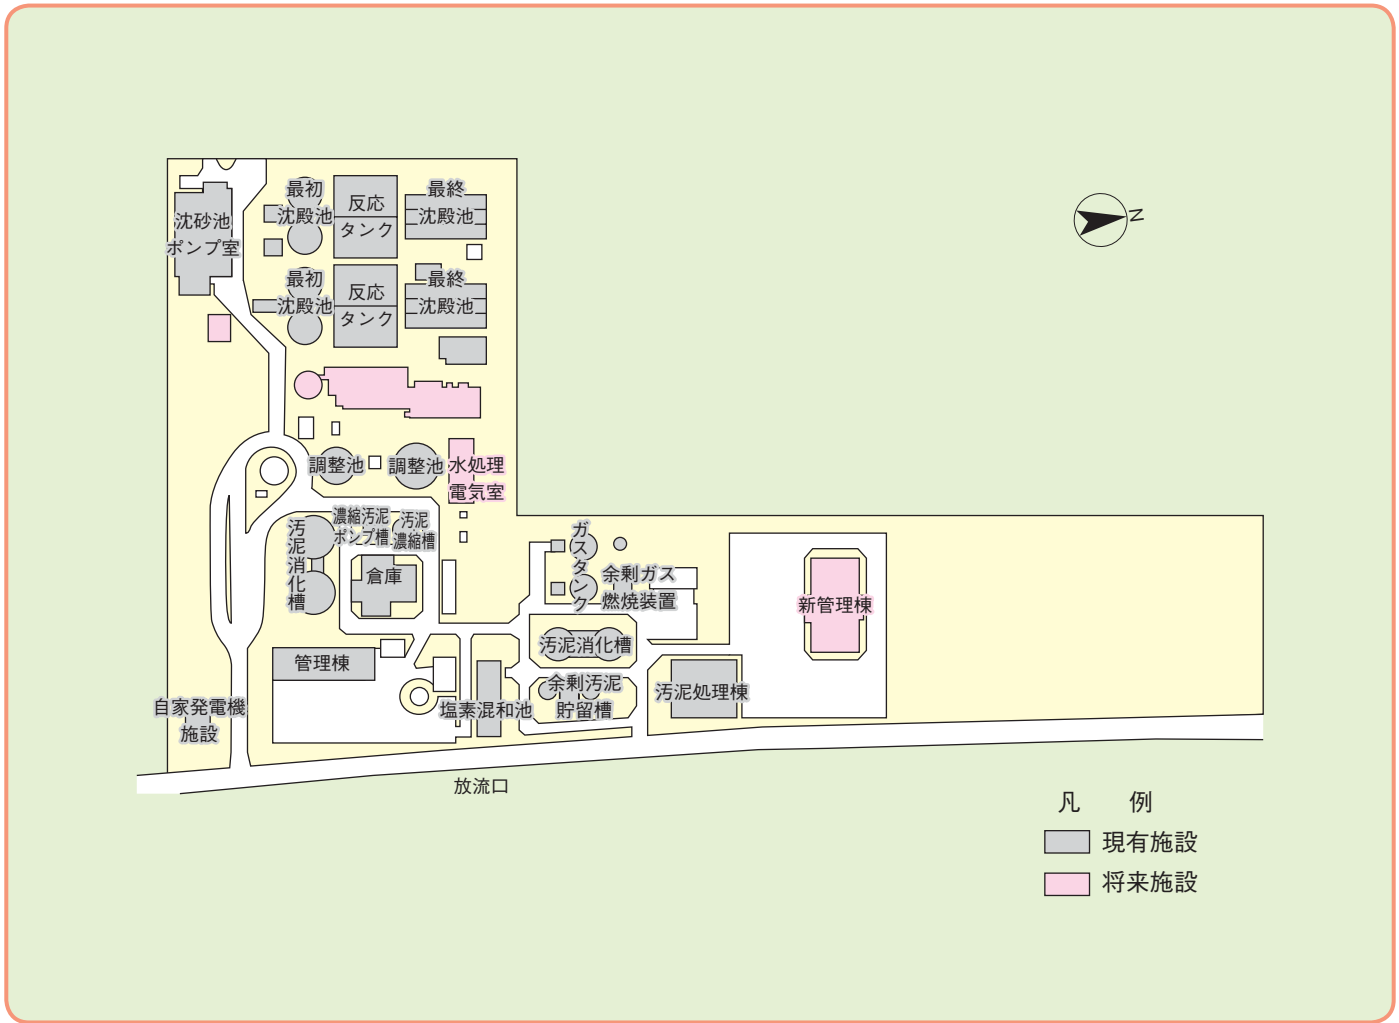 沈砂池
ポンプ室
最初
沈殿池
反応
タンク
最終
沈殿池
N
最初
沈殿池
反応
タンク
最終
沈殿池
調整池
調整池
水処理
電気室
汚泥消化槽
濃縮汚泥
ポンプ槽
汚泥
濃縮槽
倉庫
ガスタンク
余剰ガス
燃焼装置
新管理棟
汚泥消化槽
管理棟
余剰汚泥
貯留槽
汚泥処理棟
自家発電機
施設
塩素混和池
放流口
凡　例
現有施設
将来施設